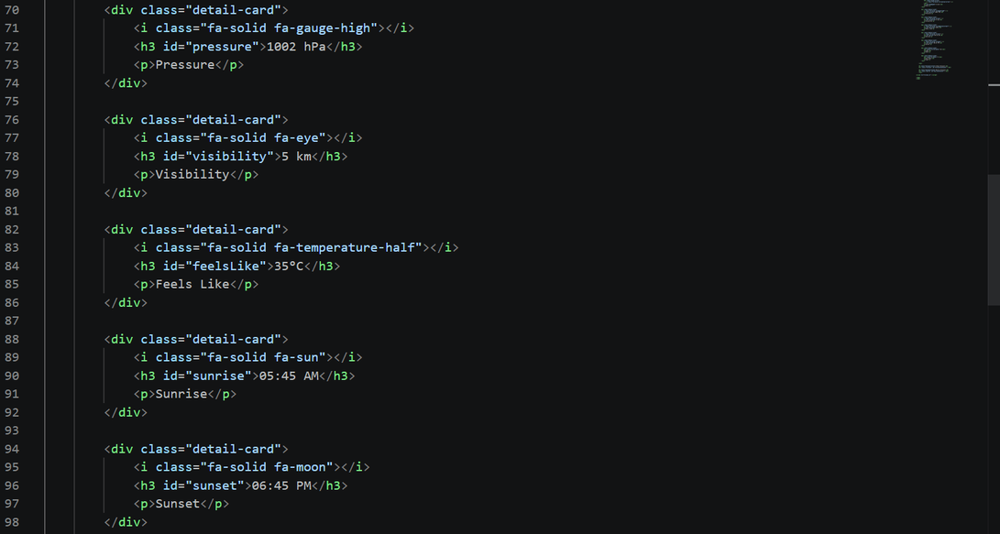 70 <div class="detail-card">
71 <i class="fa-solid fa-gauge-high"></i>
72 <h3 id="pressure">1002 hPa</h3>
73 <p>Pressure</p>
74 </div>
75
76 <div class="detail-card">
77 <i class="fa-solid fa-eye"></i>
78 <h3 id="visibility">5 km</h3>
79 <p>Visibility</p>
80 </div>
81
82 <div class="detail-card">
83 <i class="fa-solid fa-temperature-half"></i>
84 <h3 id="feelsLike">35°C</h3>
85 <p>Feels Like</p>
86 </div>
87
88 <div class="detail-card">
89 <i class="fa-solid fa-sun"></i>
90 <h3 id="sunrise">05:45 AM</h3>
91 <p>Sunrise</p>
92 </div>
93
94 <div class="detail-card">
95 <i class="fa-solid fa-moon"></i>
96 <h3 id="sunset">06:45 PM</h3>
97 <p>Sunset</p>
98 </div>